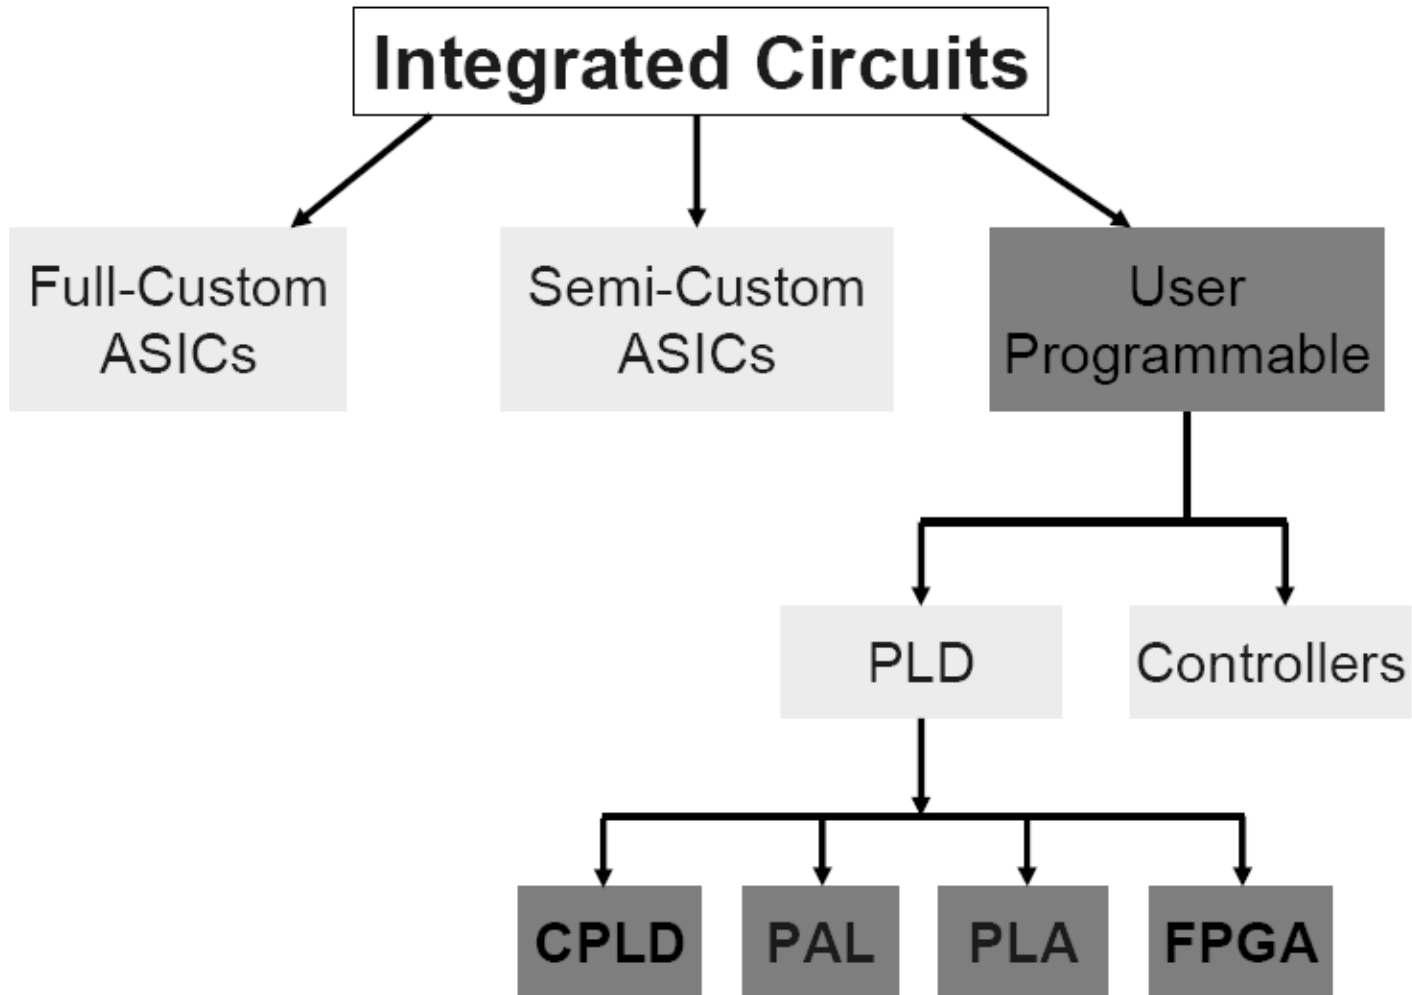 Integrated Circuits
Full-Custom
ASICs
Semi-Custom
ASICs
User
Programmable
PLD
Controllers
CPLD
PAL
PLA
FPGA